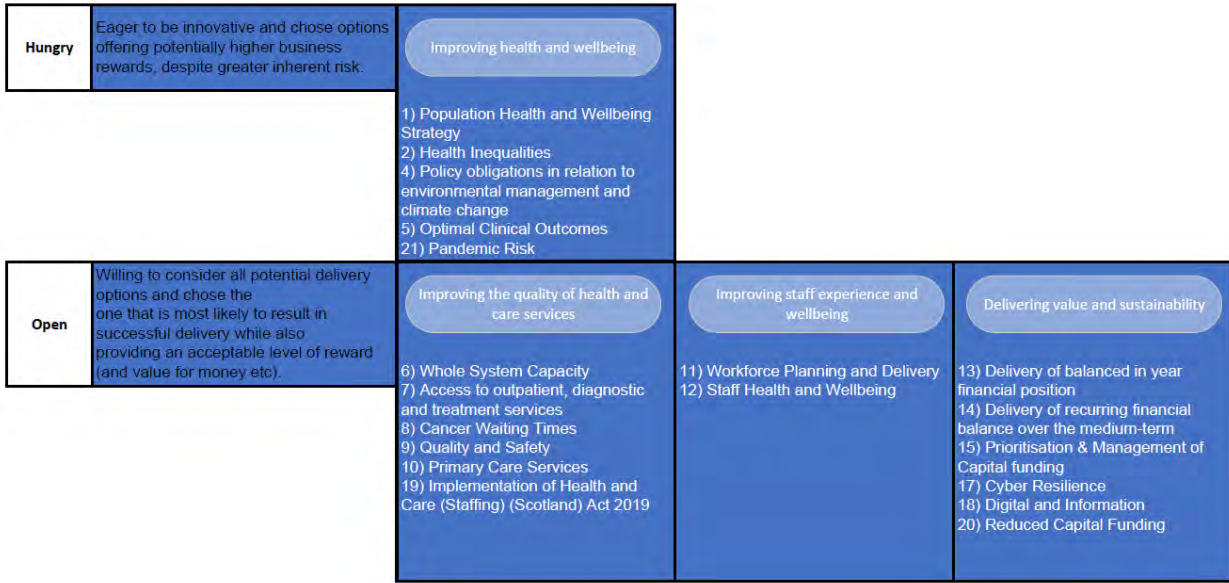 Hungry
Eager to be innovative and chose options
offering potentially higher business
rewards, despite greater inherent risk.
Improving health and wellbeing
1) Population Health and Wellbeing
Strategy
2) Health Inequalities
4) Policy obligations in relation to
environmental management and
climate change
5) Optimal Clinical Outcomes
21) Pandemic Risk
Open
Willing to consider all potential delivery
options and chose the
one that is most likely to result in
successful delivery while also
providing an acceptable level of reward
(and value for money etc).
Improving the quality of health and
care services
6) Whole System Capacity
7) Access to outpatient, diagnostic
and treatment services
8) Cancer Waiting Times
9) Quality and Safety
10) Primary Care Services
19) Implementation of Health and
Care (Staffing) (Scotland) Act 2019
Improving staff experience and
wellbeing
11) Workforce Planning and Delivery
12) Staff Health and Wellbeing
Delivering value and sustainability
13) Delivery of balanced in year
financial position
14) Delivery of recurring financial
balance over the medium-term
15) Prioritisation & Management of
Capital funding
17) Cyber Resilience
18) Digital and Information
20) Reduced Capital Funding